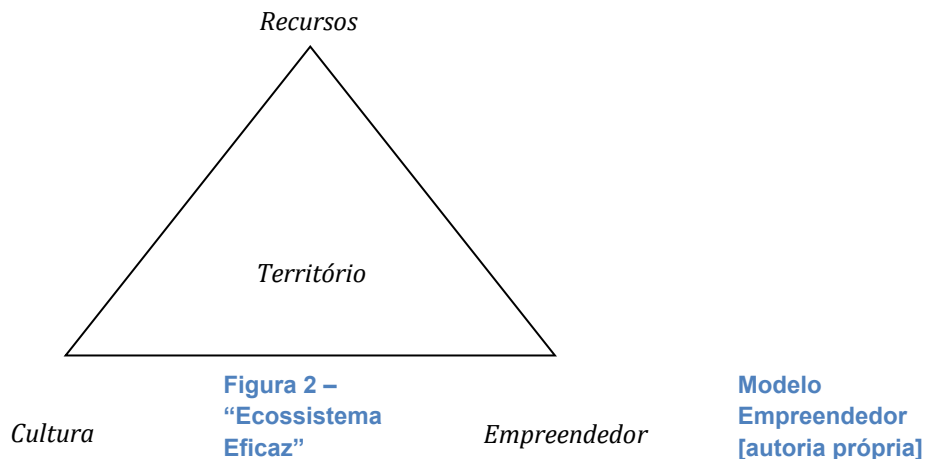 Recursos
Território
Figura 2 – Modelo
“Ecossistema Empreendedor
Eficaz” [autoria própria]
Cultura
Empreendedor